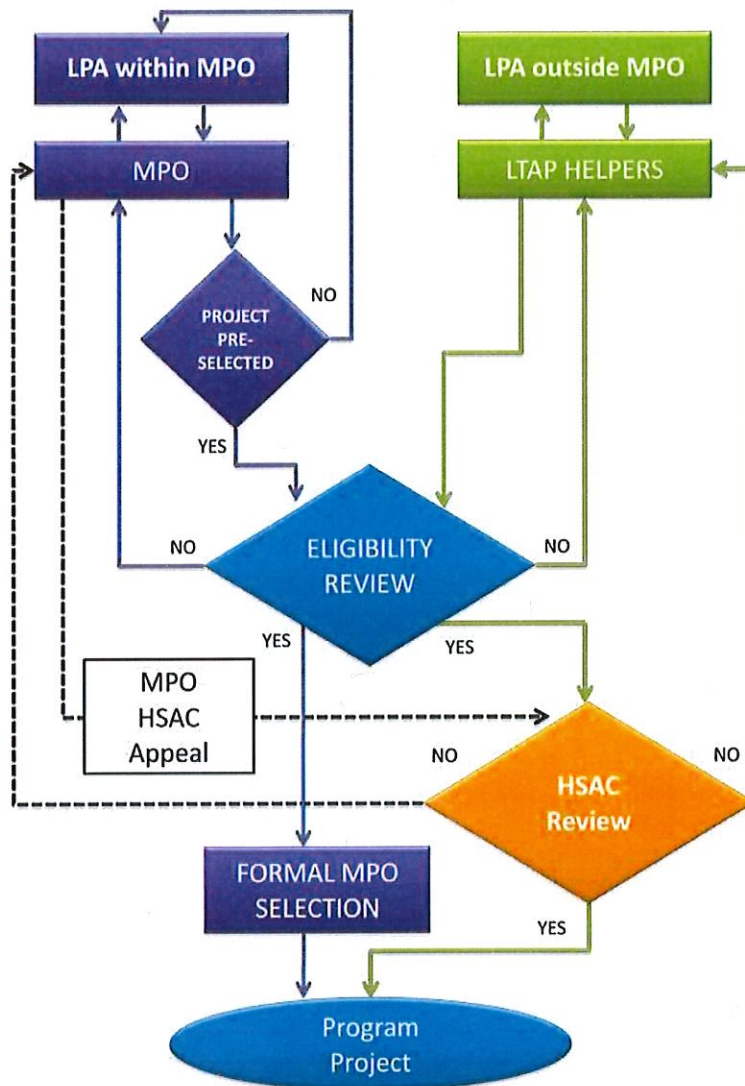 LPA within MPO
LPA outside MPO
MPO
LTAP HELPERS
NO
PROJECT
PRE-
SELECTED
YES
NO
ELIGIBILITY
REVIEW
NO
YES
YES
MPO
HSAC
Appeal
NO
NO
HSAC
Review
FORMAL MPO
SELECTION
YES
Program
Project